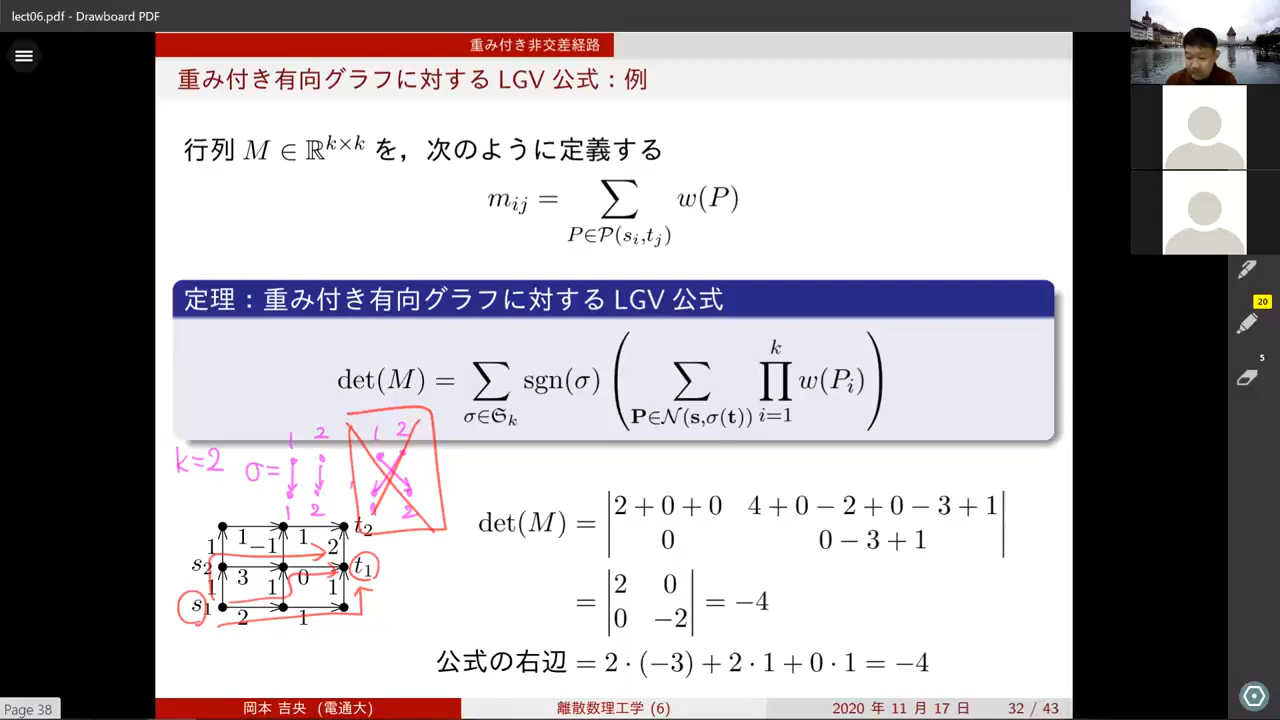 lect06.pdf - Drawboard PDF
重み付き非交差経路
重み付き有向グラフに対する LGV 公式：例
行列 M ∈ ℝ^{k×k} を，次のように定義する
m_{ij} = ∑_{P∈𝒫(s_i,t_j)} w(P)
定理：重み付き有向グラフに対する LGV 公式
det(M) = ∑_{σ∈𝔖_k} sgn(σ) ( ∑_{𝐏∈𝒩(𝐬,σ(𝐭))} ∏_{i=1}^{k} w(P_i) )
k=2 σ= 1 2 1 2
1 2 2
t_2
1 1
1 −1 2
s_2 t_1
3 0
1 1 1
s_1
2 1
det(M) = |2 + 0 + 0 4 + 0 − 2 + 0 − 3 + 1|
|0 0 − 3 + 1|
= |2 0|
|0 −2| = −4
公式の右辺 = 2 · (−3) + 2 · 1 + 0 · 1 = −4
20
5
Page 38
岡本 吉央 (電通大) 離散数理工学 (6) 2020 年 11 月 17 日 32 / 43